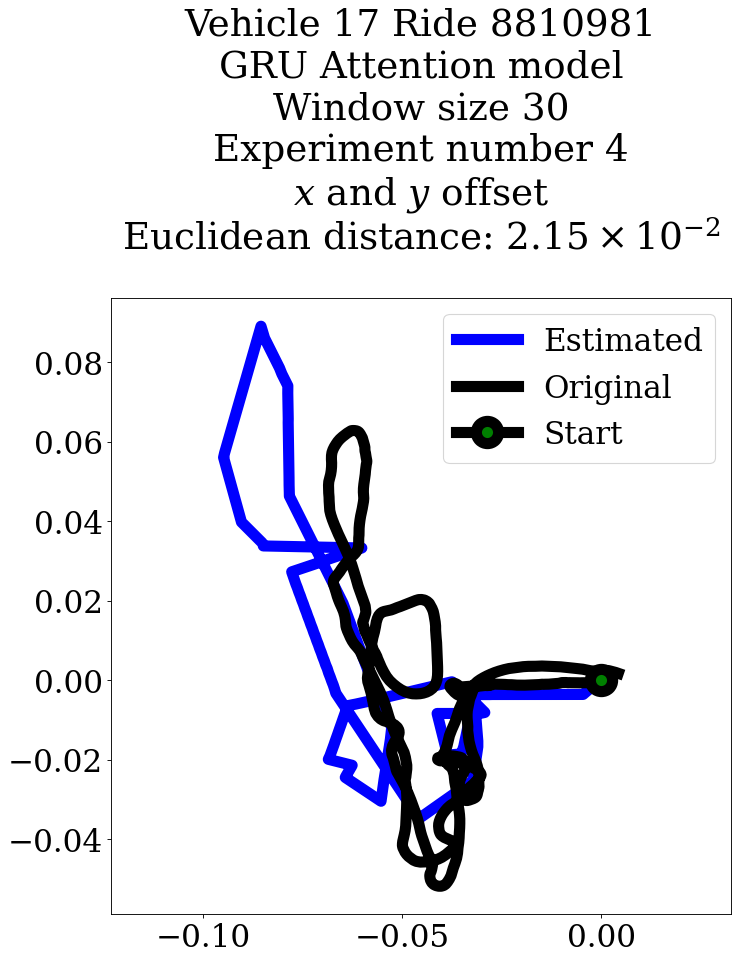 Vehicle 17 Ride 8810981
GRU Attention model
Window size 30
Experiment number 4
x and y offset
Euclidean distance: 2.15 × 10⁻²
Estimated
Original
Start
0.08
0.06
0.04
0.02
0.00
−0.02
−0.04
−0.10
−0.05
0.00